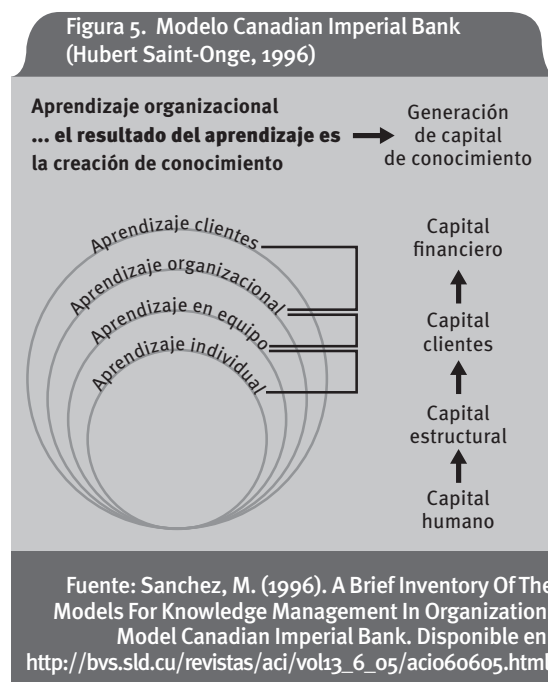 Figura 5. Modelo Canadian Imperial Bank
(Hubert Saint-Onge, 1996)
Aprendizaje organizacional
... el resultado del aprendizaje es
la creación de conocimiento
Generación
de capital
de conocimiento
Aprendizaje clientes
Aprendizaje organizacional
Aprendizaje en equipo
Aprendizaje individual
Capital
financiero
Capital
clientes
Capital
estructural
Capital
humano
Fuente: Sanchez, M. (1996). A Brief Inventory Of The
Models For Knowledge Management In Organization
Model Canadian Imperial Bank. Disponible en
http://bvs.sld.cu/revistas/aci/vol13_6_05/aci060605.html